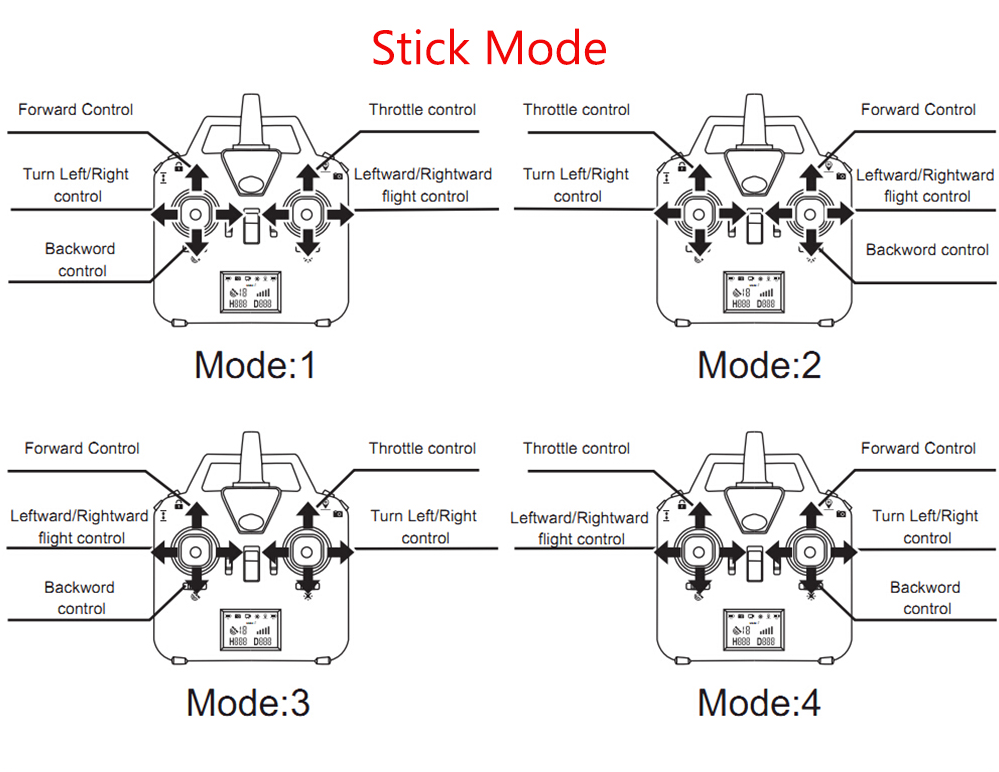 Stick Mode
Forward Control
Throttle control
Turn Left/Right
control
Leftward/Rightward
flight control
Backword
control
H888 D888
Mode:1
Throttle control
Forward Control
Turn Left/Right
control
Leftward/Rightward
flight control
Backword control
H888 D888
Mode:2
Forward Control
Throttle control
Leftward/Rightward
flight control
Turn Left/Right
control
Backword
control
H888 D888
Mode:3
Throttle control
Forward Control
Leftward/Rightward
flight control
Turn Left/Right
control
Backword
control
H888 D888
Mode:4